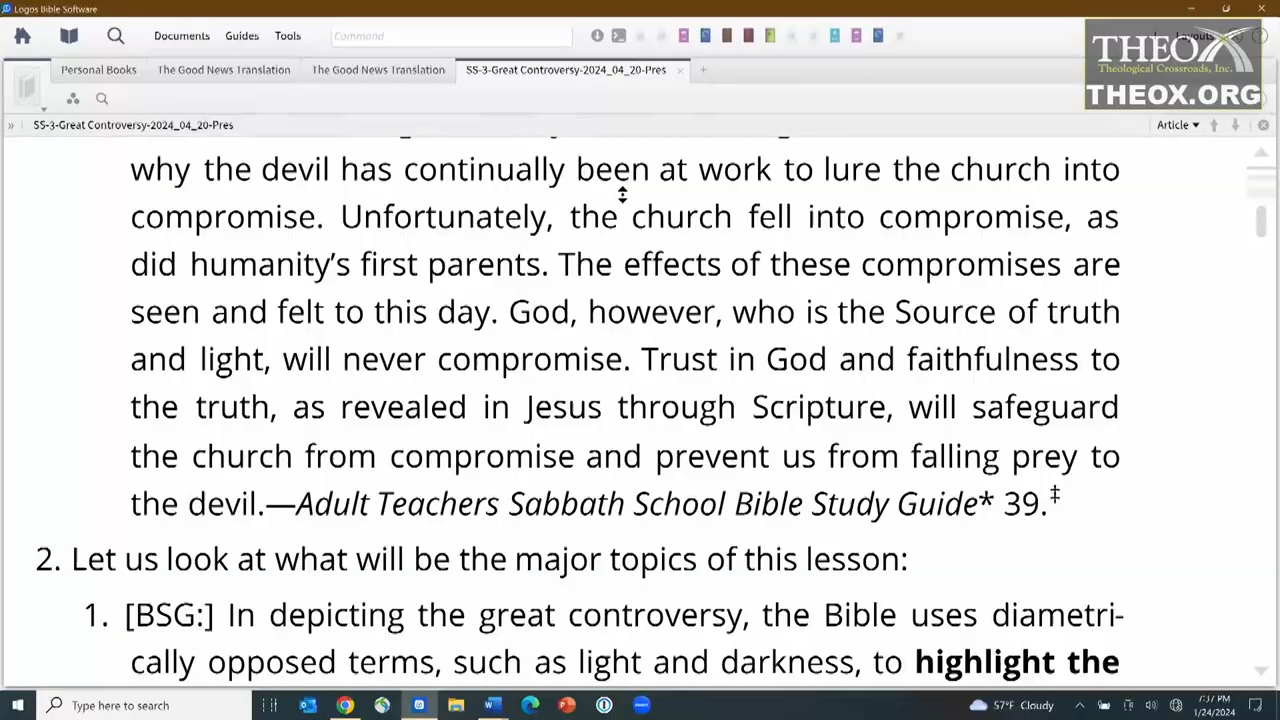 Logos Bible Software
Documents Guides Tools Command Layouts
THEOX
Theological Crossroads, Inc.
THEOX.ORG
Personal Books The Good News Translation The Good News Translation SS-3-Great Controversy-2024_04_20-Pres
SS-3-Great Controversy-2024_04_20-Pres Article
why the devil has continually been at work to lure the church into
compromise. Unfortunately, the church fell into compromise, as
did humanity’s first parents. The effects of these compromises are
seen and felt to this day. God, however, who is the Source of truth
and light, will never compromise. Trust in God and faithfulness to
the truth, as revealed in Jesus through Scripture, will safeguard
the church from compromise and prevent us from falling prey to
the devil.—Adult Teachers Sabbath School Bible Study Guide* 39.‡
2. Let us look at what will be the major topics of this lesson:
1. [BSG:] In depicting the great controversy, the Bible uses diametri-
cally opposed terms, such as light and darkness, to highlight the
Type here to search 57°F Cloudy 7:37 PM
1/24/2024